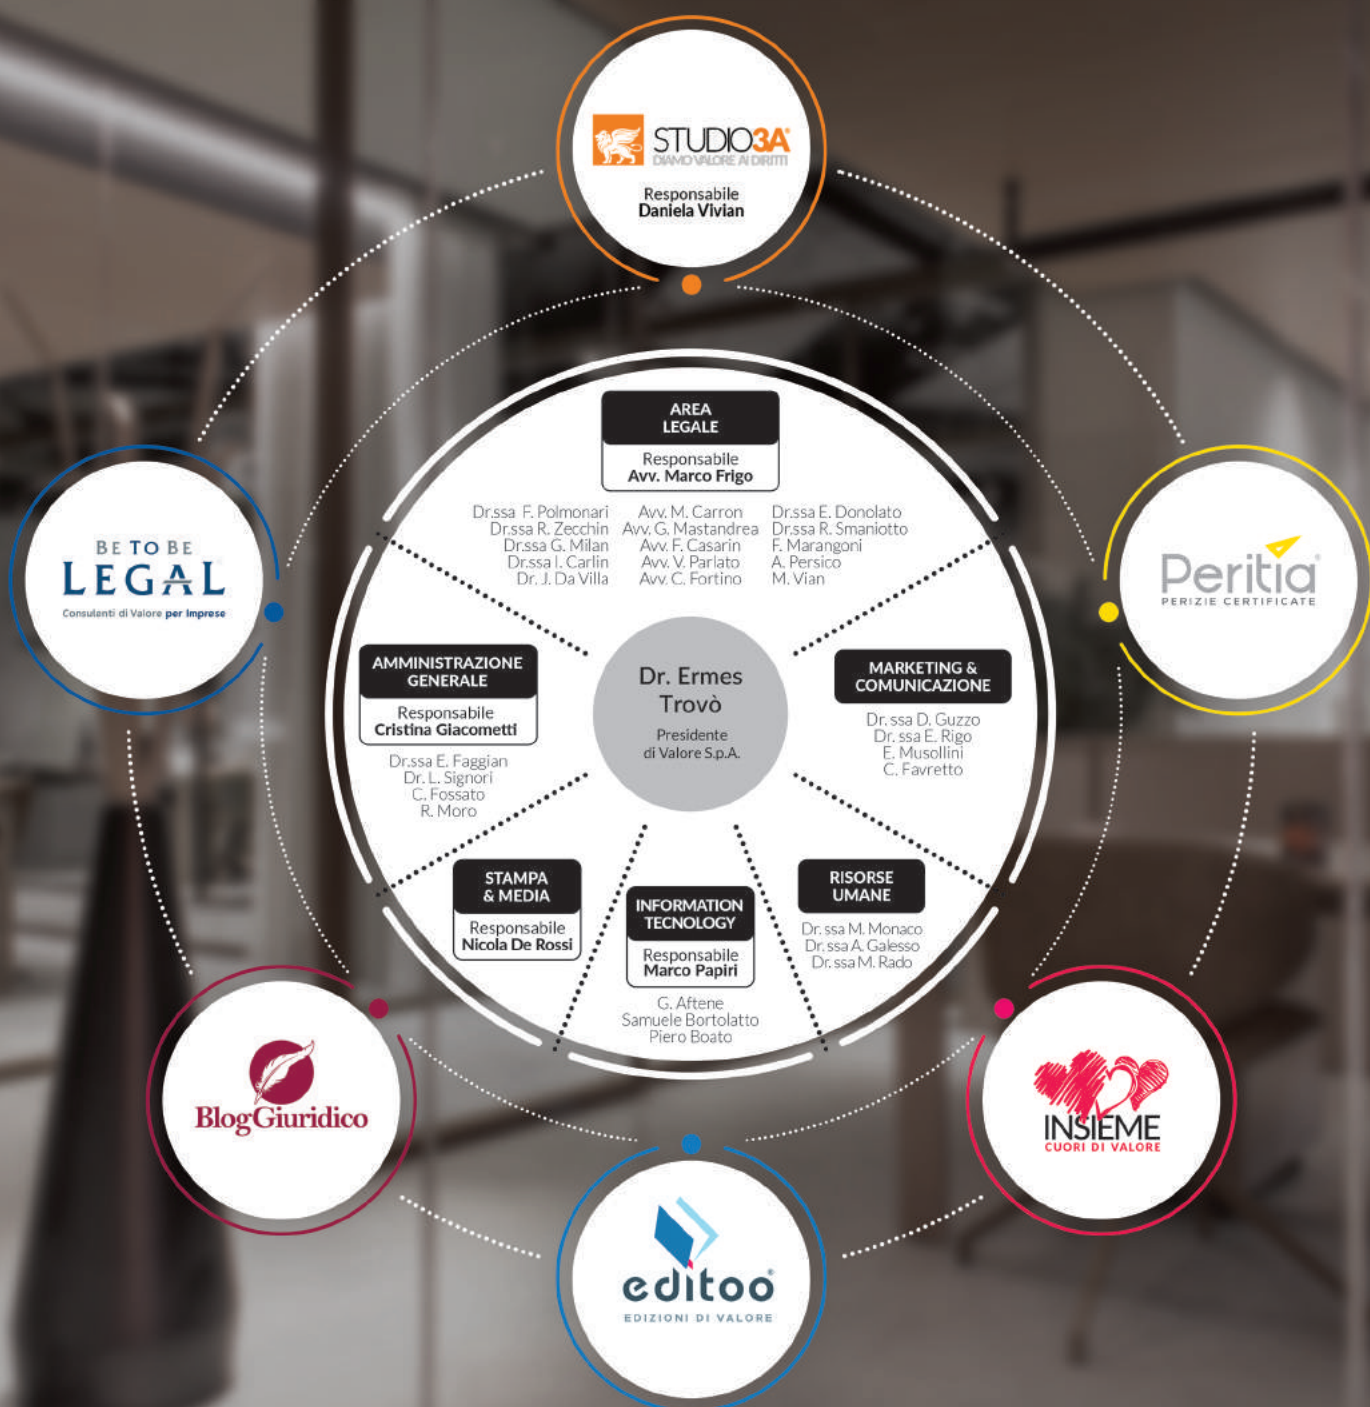 STUDIO3A®
DIAMO VALORE AI DIRITTI
Responsabile
Daniela Vivian
BE TO BE
LEGAL
Consulenti di Valore per Imprese
Peritia®
PERIZIE CERTIFICATE
AREA
LEGALE
Responsabile
Avv. Marco Frigo
Dr.ssa F. Polmonari
Dr.ssa R. Zecchin
Dr.ssa G. Milan
Dr.ssa I. Carlin
Dr. J. Da Villa
Avv. M. Carron
Avv. G. Mastandrea
Avv. F. Casarin
Avv. V. Parlato
Avv. C. Fortino
Dr.ssa E. Donolato
Dr.ssa R. Smaniotto
F. Marangoni
A. Persico
M. Vian
AMMINISTRAZIONE
GENERALE
Responsabile
Cristina Giacometti
Dr.ssa E. Faggian
Dr. L. Signori
C. Fossato
R. Moro
Dr. Ermes
Trovò
Presidente
di Valore S.p.A.
MARKETING &
COMUNICAZIONE
Dr. ssa D. Guzzo
Dr. ssa E. Rigo
E. Musollini
C. Favretto
STAMPA
& MEDIA
Responsabile
Nicola De Rossi
INFORMATION
TECNOLOGY
Responsabile
Marco Papiri
G. Aftene
Samuele Bortolatto
Piero Boato
RISORSE
UMANE
Dr. ssa M. Monaco
Dr. ssa A. Galesso
Dr. ssa M. Rado
BlogGiuridico
INSIEME
CUORI DI VALORE
editoo®
EDIZIONI DI VALORE